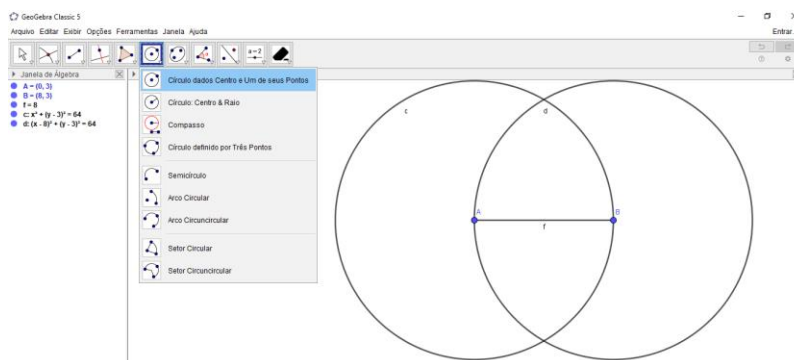 GeoGebra Classic 5
Arquivo Editar Exibir Opções Ferramentas Janela Ajuda
Entrar...
a=2
Janela de Álgebra
A = (0, 3)
B = (8, 3)
f = 8
c: x² + (y - 3)² = 64
d: (x - 8)² + (y - 3)² = 64
Círculo dados Centro e Um de seus Pontos
Círculo: Centro & Raio
Compasso
Círculo definido por Três Pontos
Semicírculo
Arco Circular
Arco Circuncircular
Setor Circular
Setor Circuncircular
c
d
A
B
f